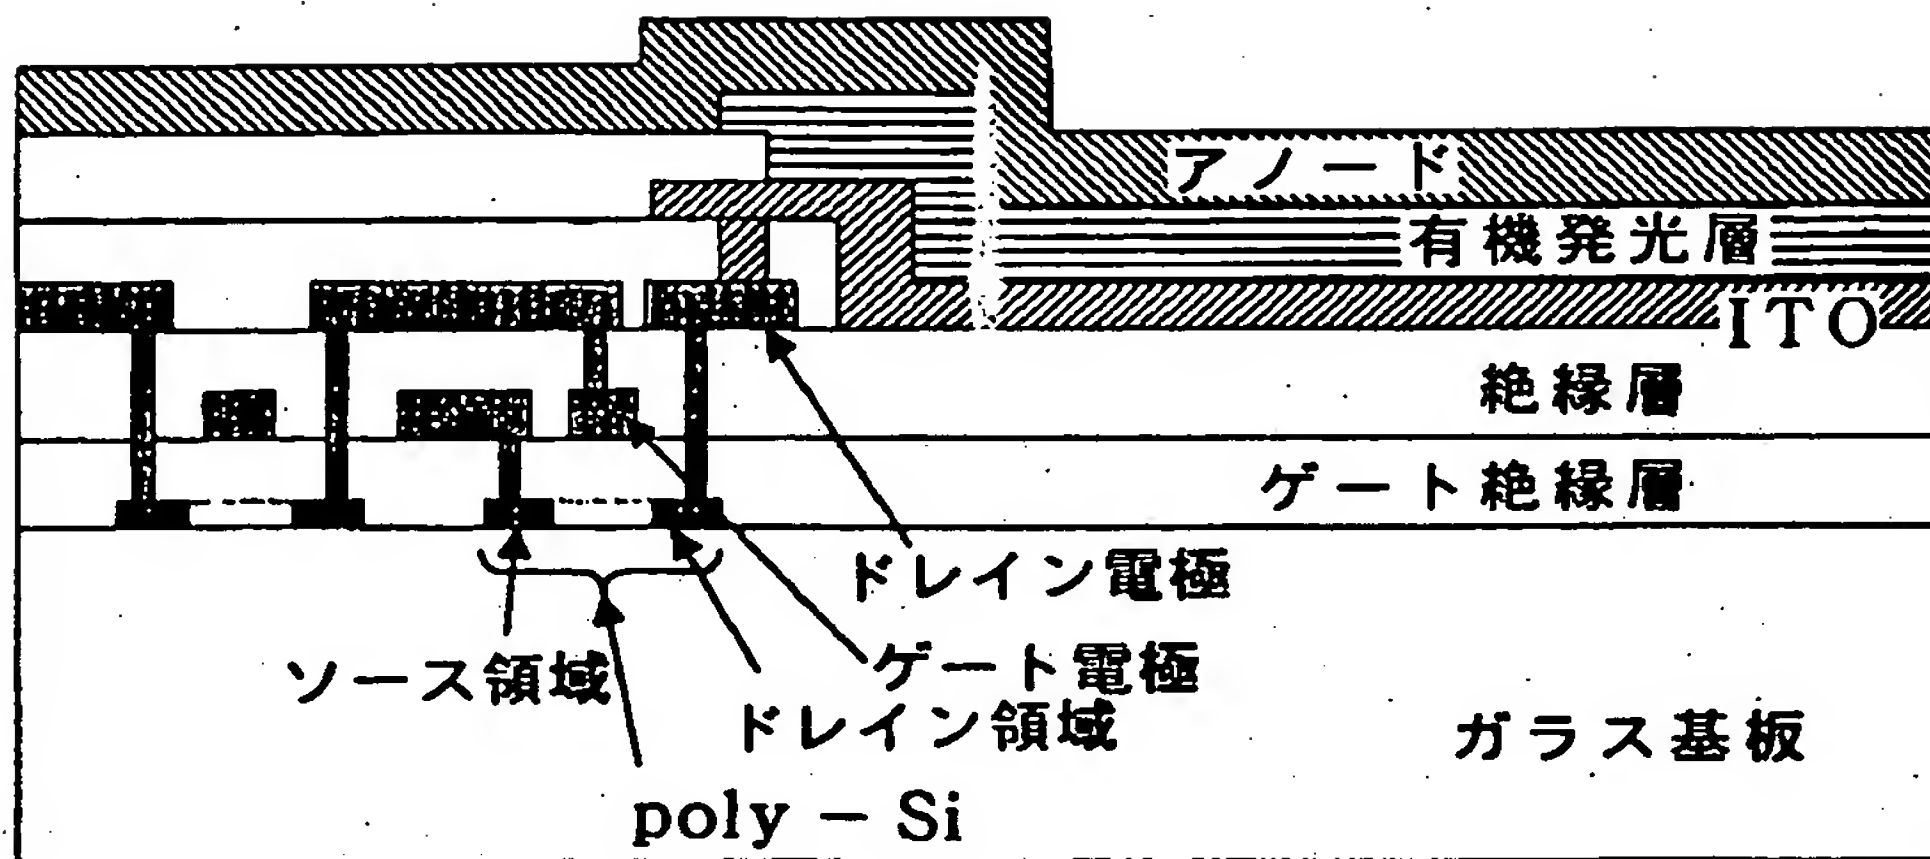 アノード
有機発光層
ITO
絶縁層
ゲート絶縁層
ドレイン電極
ゲート電極
ソース領域
ドレイン領域
ガラス基板
poly－Si